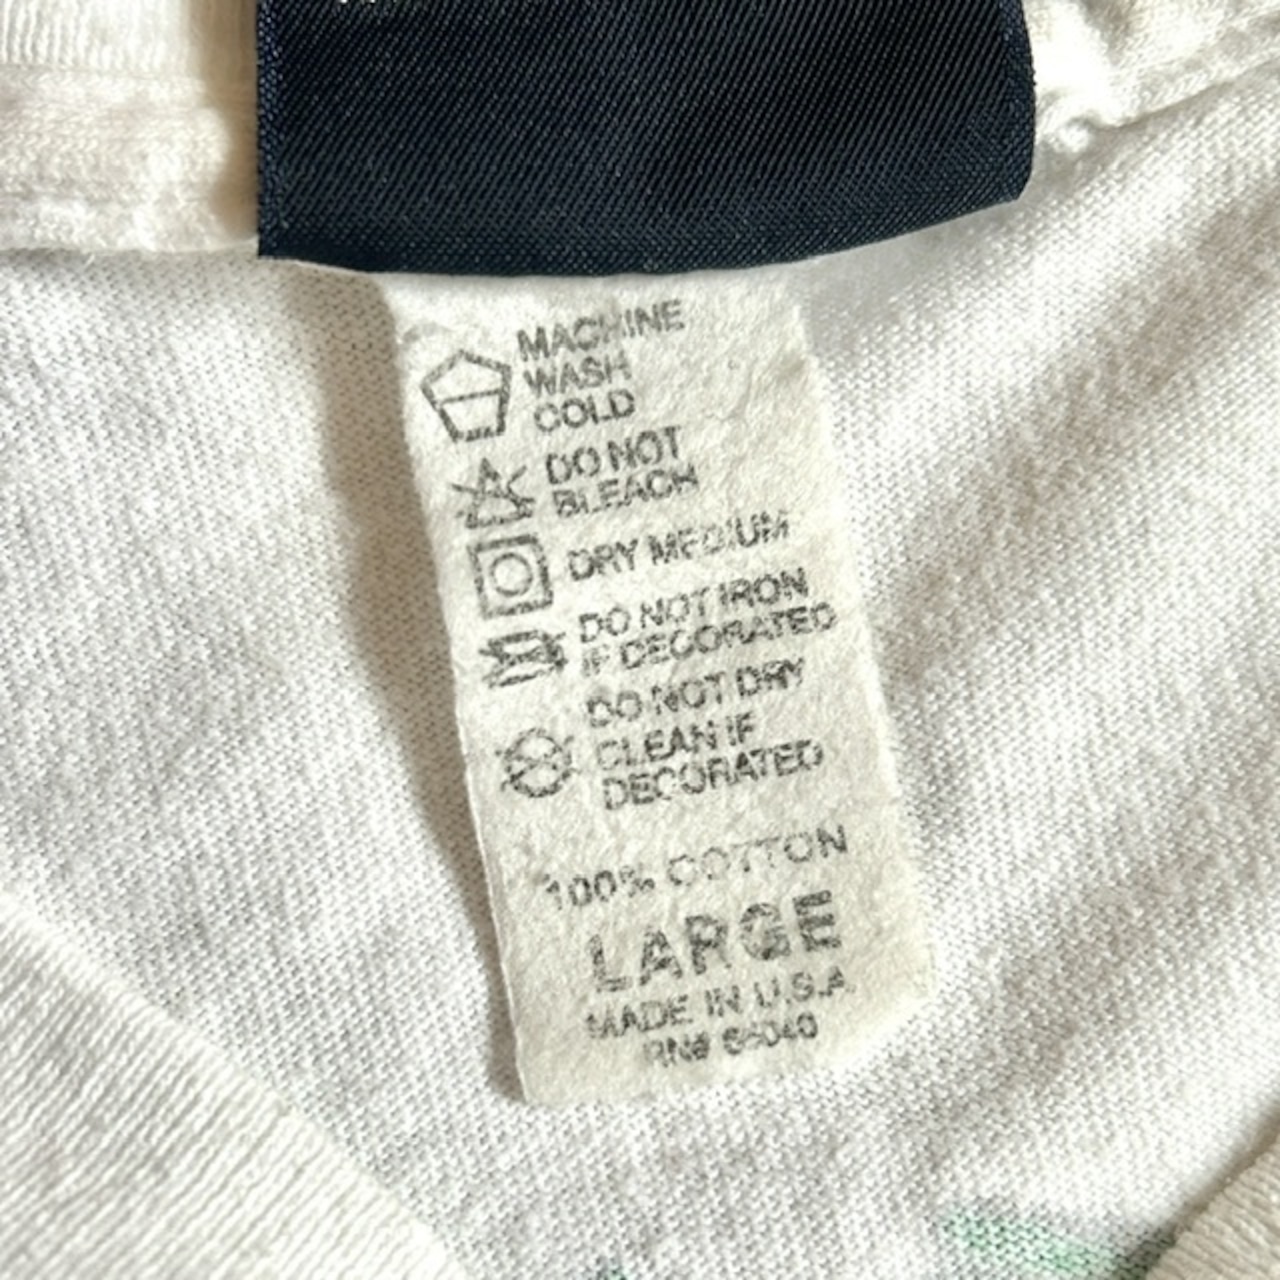 MACHINE
WASH
COLD
DO NOT
BLEACH
DRY MEDIUM
DO NOT IRON
IF DECORATED
DO NOT DRY
CLEAN IF
DECORATED
100% COTTON
LARGE
MADE IN U.S.A
RN#